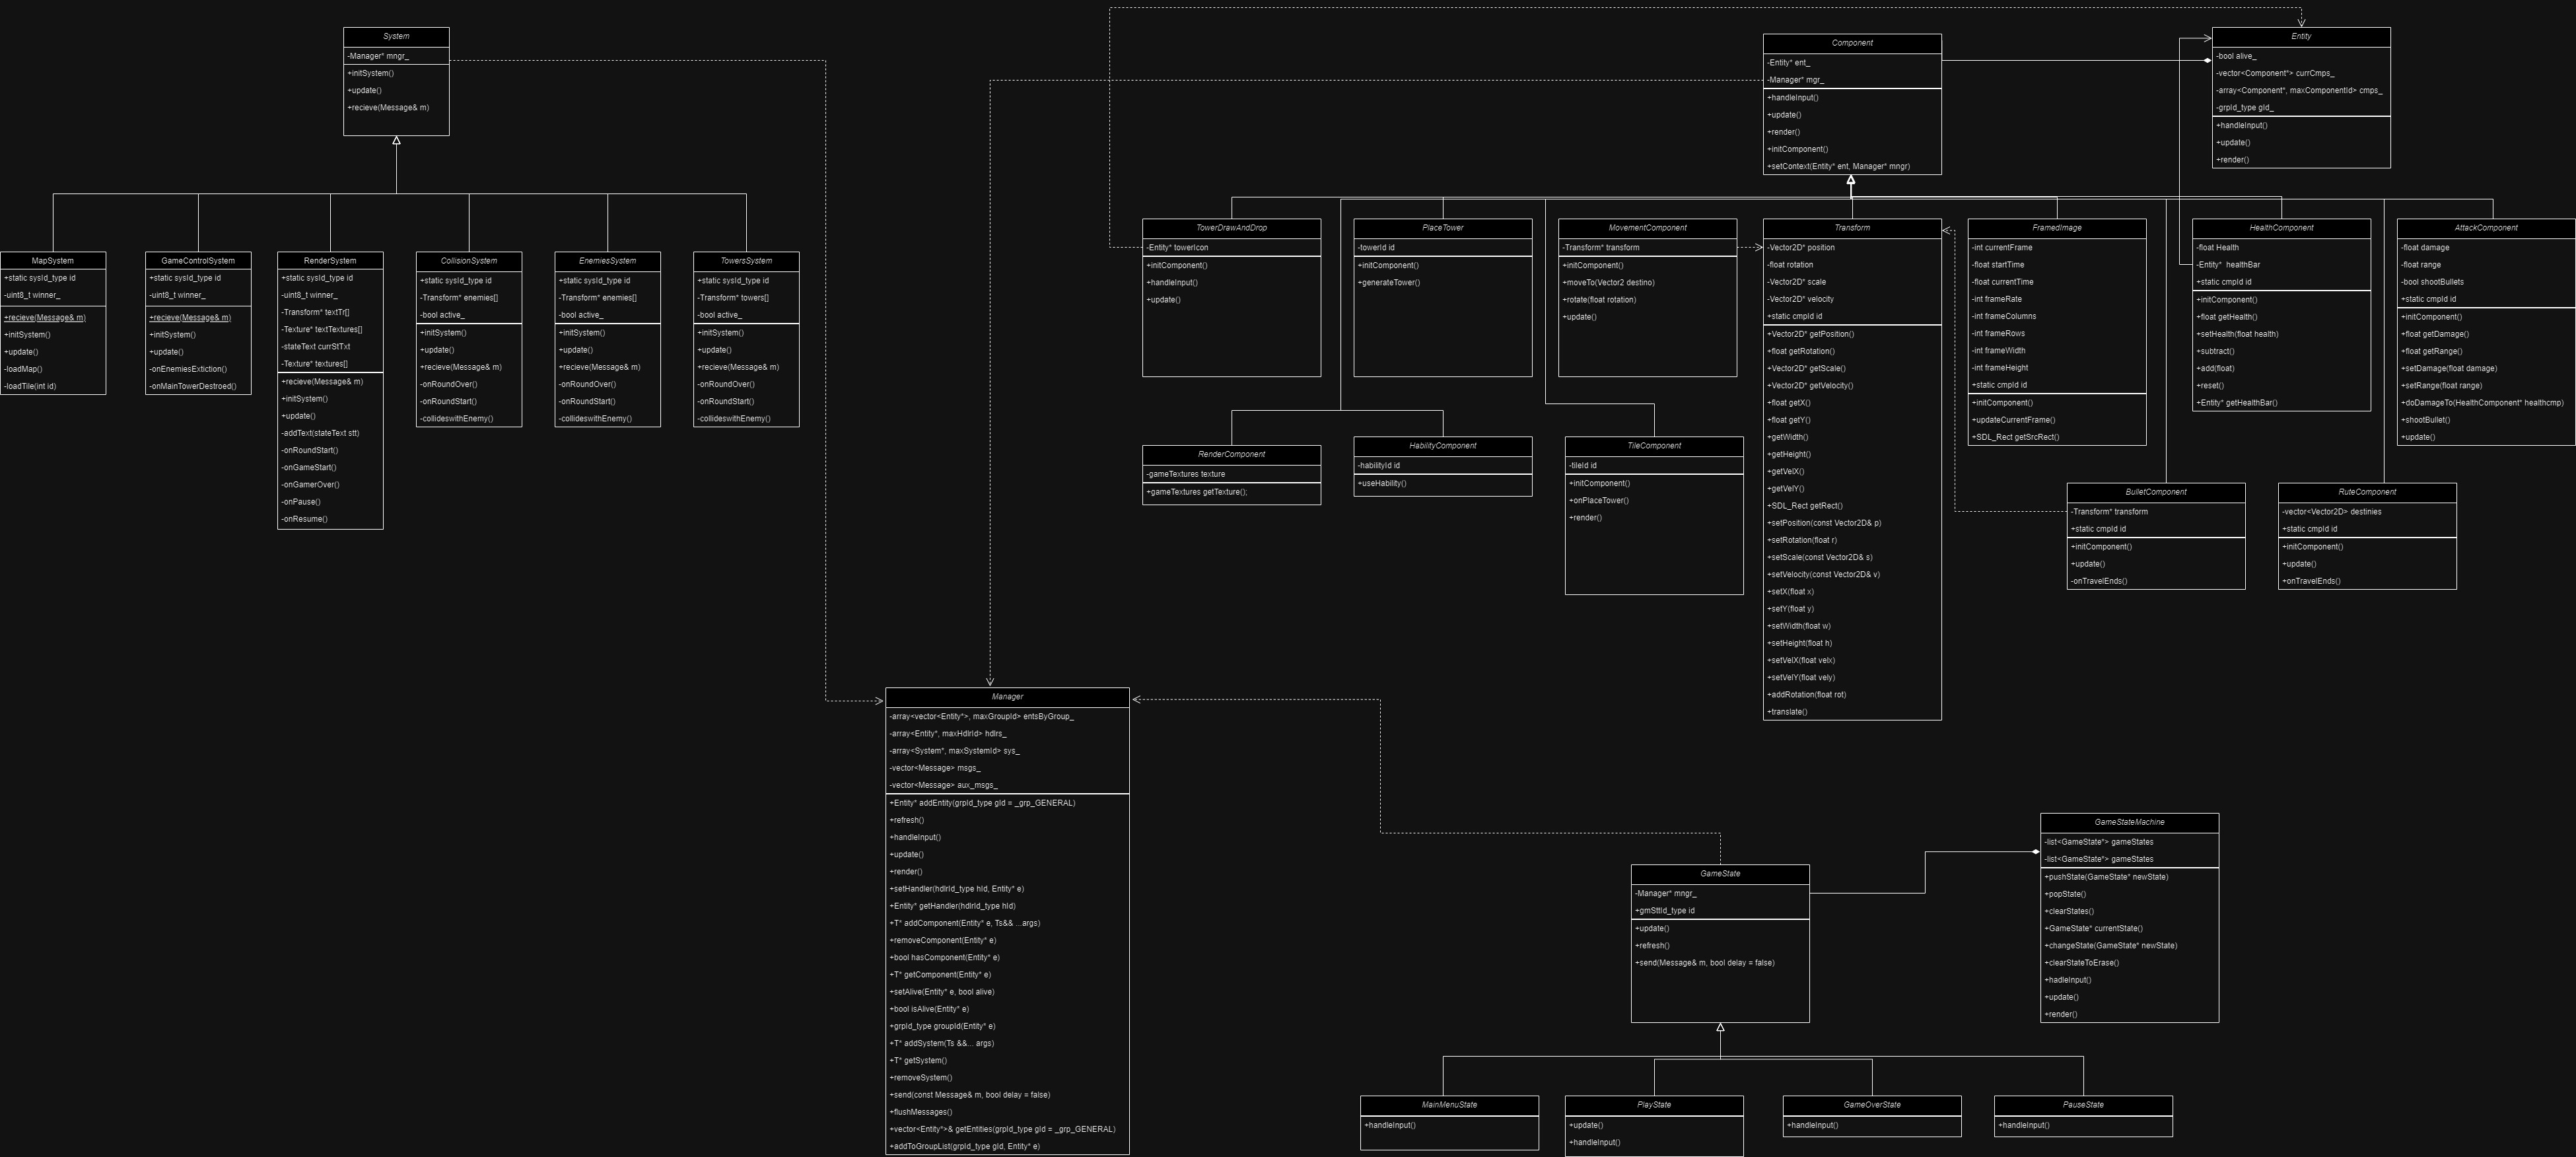 System
-Manager* mngr_
+initSystem()
+update()
+recieve(Message& m)
MapSystem
+static sysId_type id
-uint8_t winner_
+recieve(Message& m)
+initSystem()
+update()
-loadMap()
-loadTile(int id)
GameControlSystem
+static sysId_type id
-uint8_t winner_
+recieve(Message& m)
+initSystem()
+update()
-onEnemiesExtiction()
-onMainTowerDestroed()
RenderSystem
+static sysId_type id
-uint8_t winner_
-Transform* textTr[]
-Texture* textTextures[]
-stateText currStTxt
-Texture* textures[]
+recieve(Message& m)
+initSystem()
+update()
-addText(stateText stt)
-onRoundStart()
-onGameStart()
-onGamerOver()
-onPause()
-onResume()
CollisionSystem
+static sysId_type id
-Transform* enemies[]
-bool active_
+initSystem()
+update()
+recieve(Message& m)
-onRoundOver()
-onRoundStart()
-collideswithEnemy()
EnemiesSystem
+static sysId_type id
-Transform* enemies[]
-bool active_
+initSystem()
+update()
+recieve(Message& m)
-onRoundOver()
-onRoundStart()
-collideswithEnemy()
TowersSystem
+static sysId_type id
-Transform* towers[]
-bool active_
+initSystem()
+update()
+recieve(Message& m)
-onRoundOver()
-onRoundStart()
-collideswithEnemy()
Component
-Entity* ent_
-Manager* mgr_
+handleInput()
+update()
+render()
+initComponent()
+setContext(Entity* ent, Manager* mngr)
Entity
-bool alive_
-vector<Component*> currCmps_
-array<Component*, maxComponentId> cmps_
-grpId_type gId_
+handleInput()
+update()
+render()
TowerDrawAndDrop
-Entity* towerIcon
+initComponent()
+handleInput()
+update()
PlaceTower
-towerId id
+initComponent()
+generateTower()
MovementComponent
-Transform* transform
+initComponent()
+moveTo(Vector2 destino)
+rotate(float rotation)
+update()
Transform
-Vector2D* position
-float rotation
-Vector2D* scale
-Vector2D* velocity
+static cmpId id
+Vector2D* getPosition()
+float getRotation()
+Vector2D* getScale()
+Vector2D* getVelocity()
+float getX()
+float getY()
+getWidth()
+getHeight()
+getVelX()
+getVelY()
+SDL_Rect getRect()
+setPosition(const Vector2D& p)
+setRotation(float r)
+setScale(const Vector2D& s)
+setVelocity(const Vector2D& v)
+setX(float x)
+setY(float y)
+setWidth(float w)
+setHeight(float h)
+setVelX(float velx)
+setVelY(float vely)
+addRotation(float rot)
+translate()
FramedImage
-int currentFrame
-float startTime
-float currentTime
-int frameRate
-int frameColumns
-int frameRows
-int frameWidth
-int frameHeight
+static cmpId id
+initComponent()
+updateCurrentFrame()
+SDL_Rect getSrcRect()
HealthComponent
-float Health
-Entity* healthBar
+static cmpId id
+initComponent()
+float getHealth()
+setHealth(float health)
+subtract()
+add(float)
+reset()
+Entity* getHealthBar()
AttackComponent
-float damage
-float range
-bool shootBullets
+static cmpId id
+initComponent()
+float getDamage()
+float getRange()
+setDamage(float damage)
+setRange(float range)
+doDamageTo(HealthComponent* healthcmp)
+shootBullet()
+update()
RenderComponent
-gameTextures texture
+gameTextures getTexture();
HabilityComponent
-habilityId id
+useHability()
TileComponent
-tileId id
+initComponent()
+onPlaceTower()
+render()
BulletComponent
-Transform* transform
+static cmpId id
+initComponent()
+update()
-onTravelEnds()
RuteComponent
-vector<Vector2D> destinies
+static cmpId id
+initComponent()
+update()
+onTravelEnds()
Manager
-array<vector<Entity*>, maxGroupId> entsByGroup_
-array<Entity*, maxHdlrId> hdlrs_
-array<System*, maxSystemId> sys_
-vector<Message> msgs_
-vector<Message> aux_msgs_
+Entity* addEntity(grpId_type gId = _grp_GENERAL)
+refresh()
+handleInput()
+update()
+render()
+setHandler(hdlrId_type hId, Entity* e)
+Entity* getHandler(hdlrId_type hId)
+T* addComponent(Entity* e, Ts&& ...args)
+removeComponent(Entity* e)
+bool hasComponent(Entity* e)
+T* getComponent(Entity* e)
+setAlive(Entity* e, bool alive)
+bool isAlive(Entity* e)
+grpId_type groupId(Entity* e)
+T* addSystem(Ts &&... args)
+T* getSystem()
+removeSystem()
+send(const Message& m, bool delay = false)
+flushMessages()
+vector<Entity*>& getEntities(grpId_type gId = _grp_GENERAL)
+addToGroupList(grpId_type gId, Entity* e)
GameState
-Manager* mngr_
+gmSttId_type id
+update()
+refresh()
+send(Message& m, bool delay = false)
GameStateMachine
-list<GameState*> gameStates
-list<GameState*> gameStates
+pushState(GameState* newState)
+popState()
+clearStates()
+GameState* currentState()
+changeState(GameState* newState)
+clearStateToErase()
+hadleInput()
+update()
+render()
MainMenuState
+handleInput()
PlayState
+update()
+handleInput()
GameOverState
+handleInput()
PauseState
+handleInput()